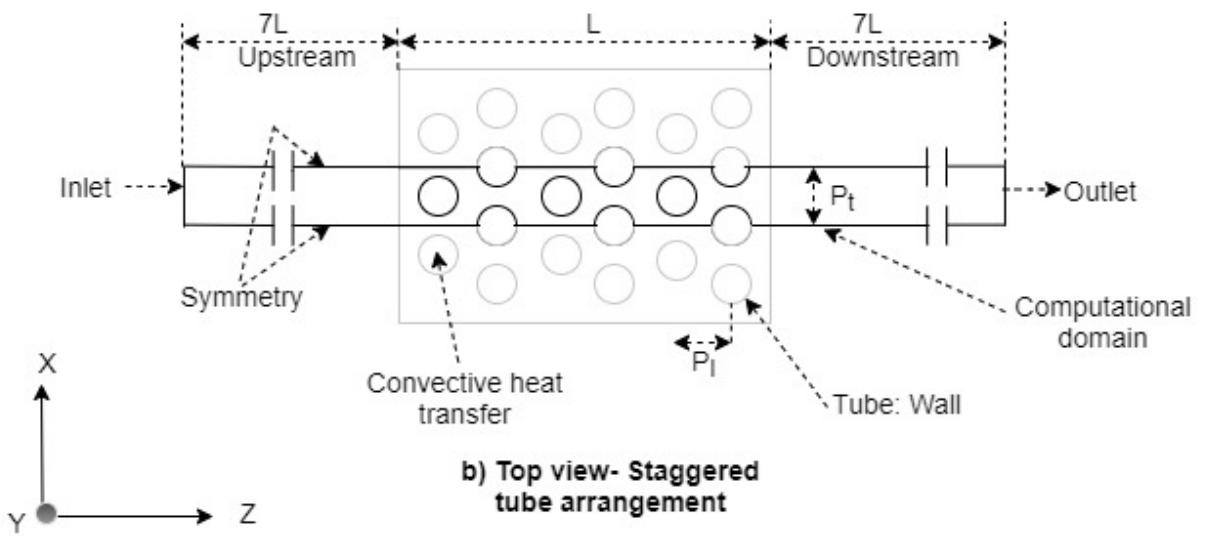 7L
L
7L
Upstream
Downstream
Inlet
Pt
Outlet
Symmetry
Computational
domain
X
Pl
Convective heat
transfer
Tube: Wall
b) Top view- Staggered
tube arrangement
Y
Z